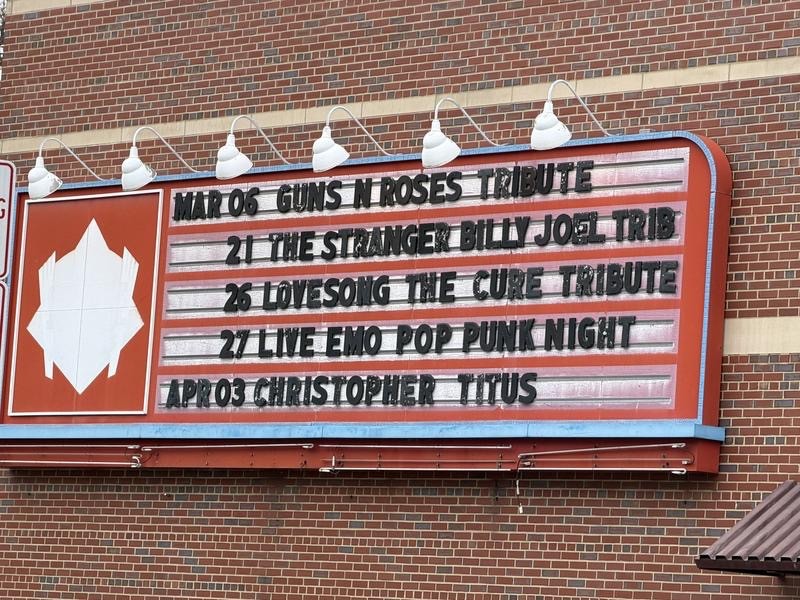 MAR 06 GUNS N ROSES TRIBUTE
21 THE STRANGER BILLY JOEL TRIB
26 LOVESONG THE CURE TRIBUTE
27 LIVE EMO POP PUNK NIGHT
APR 03 CHRISTOPHER TITUS
G